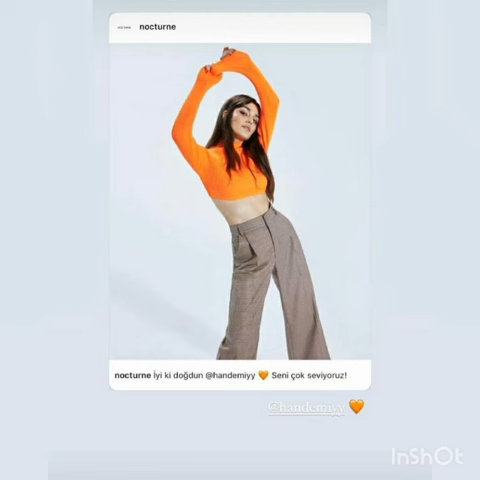 nocturne
nocturne İyi ki doğdun @handemiyy 🧡 Seni çok seviyoruz!
@handemiyy 🧡
InShOt